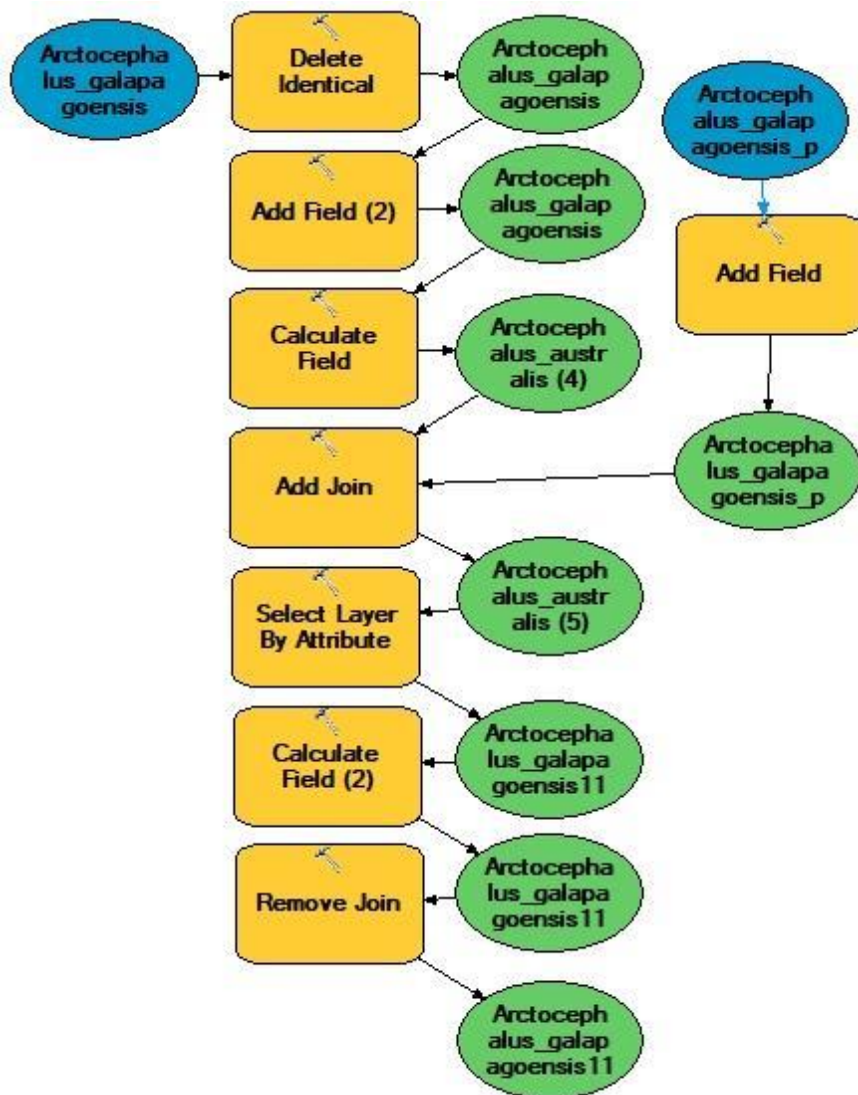 Arctocepha
lus_galapa
goensis
Delete
Identical
Arctoceph
alus_galap
agoensis
Arctoceph
alus_galap
agoensis_p
Add Field (2)
Arctoceph
alus_galap
agoensis
Add Field
Calculate
Field
Arctoceph
alus_austr
alis (4)
Add Join
Arctocepha
lus_galapa
goensis_p
Arctoceph
alus_austr
alis (5)
Select Layer
By Attribute
Arctocepha
lus_galapa
goensis11
Calculate
Field (2)
Arctocepha
lus_galapa
goensis11
Remove Join
Arctoceph
alus_galap
agoensis11